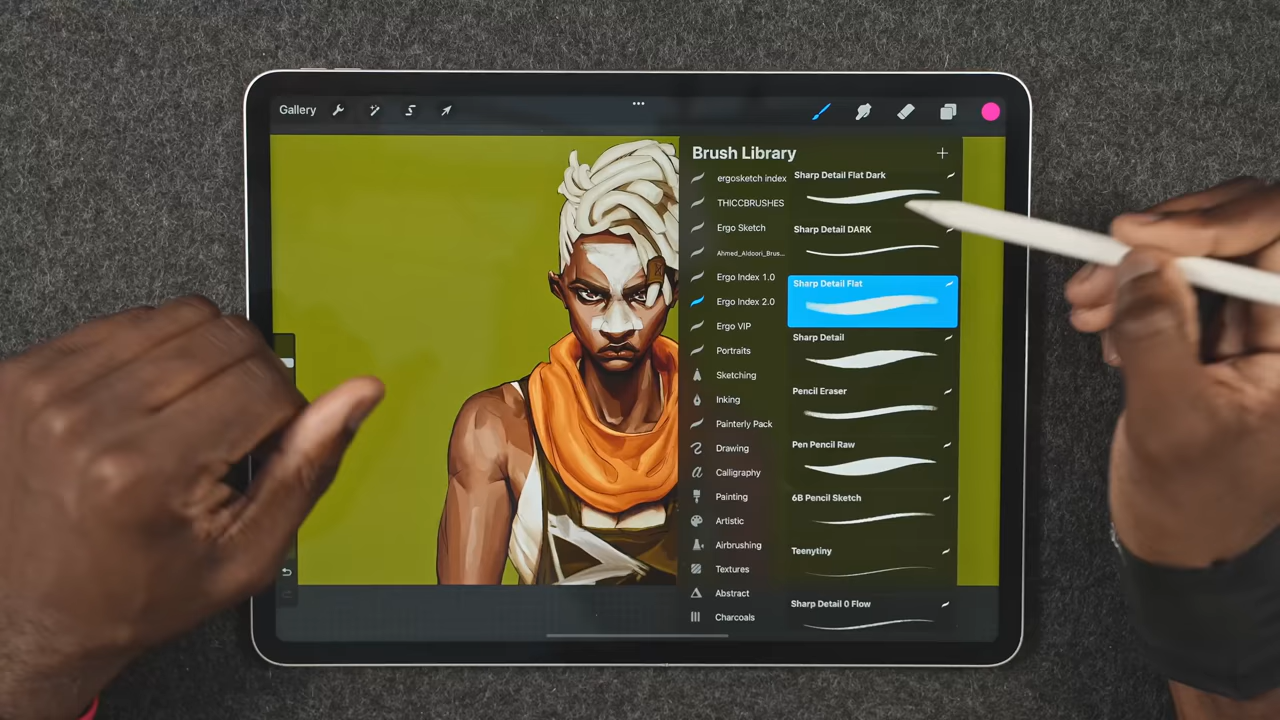 Gallery
Brush Library
ergosketch index
THICCBRUSHES
Ergo Sketch
Ahmed_Aldoori_Brus...
Ergo Index 1.0
Ergo Index 2.0
Ergo VIP
Portraits
Sketching
Inking
Painterly Pack
Drawing
Calligraphy
Painting
Artistic
Airbrushing
Textures
Abstract
Charcoals
Sharp Detail Flat Dark
Sharp Detail DARK
Sharp Detail Flat
Sharp Detail
Pencil Eraser
Pen Pencil Raw
6B Pencil Sketch
Teenytiny
Sharp Detail 0 Flow